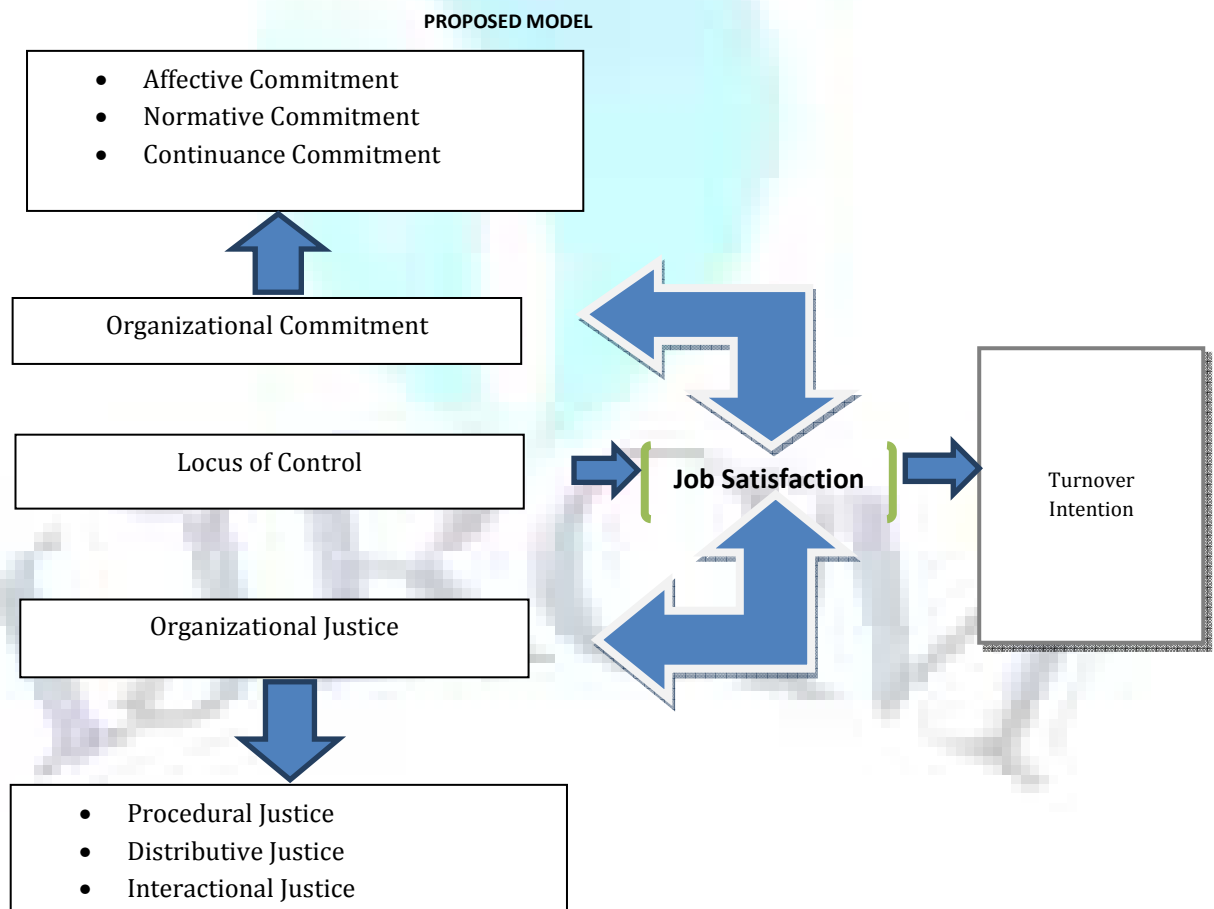 PROPOSED MODEL
• Affective Commitment
• Normative Commitment
• Continuance Commitment
Organizational Commitment
Locus of Control
Job Satisfaction
Turnover
Intention
Organizational Justice
• Procedural Justice
• Distributive Justice
• Interactional Justice